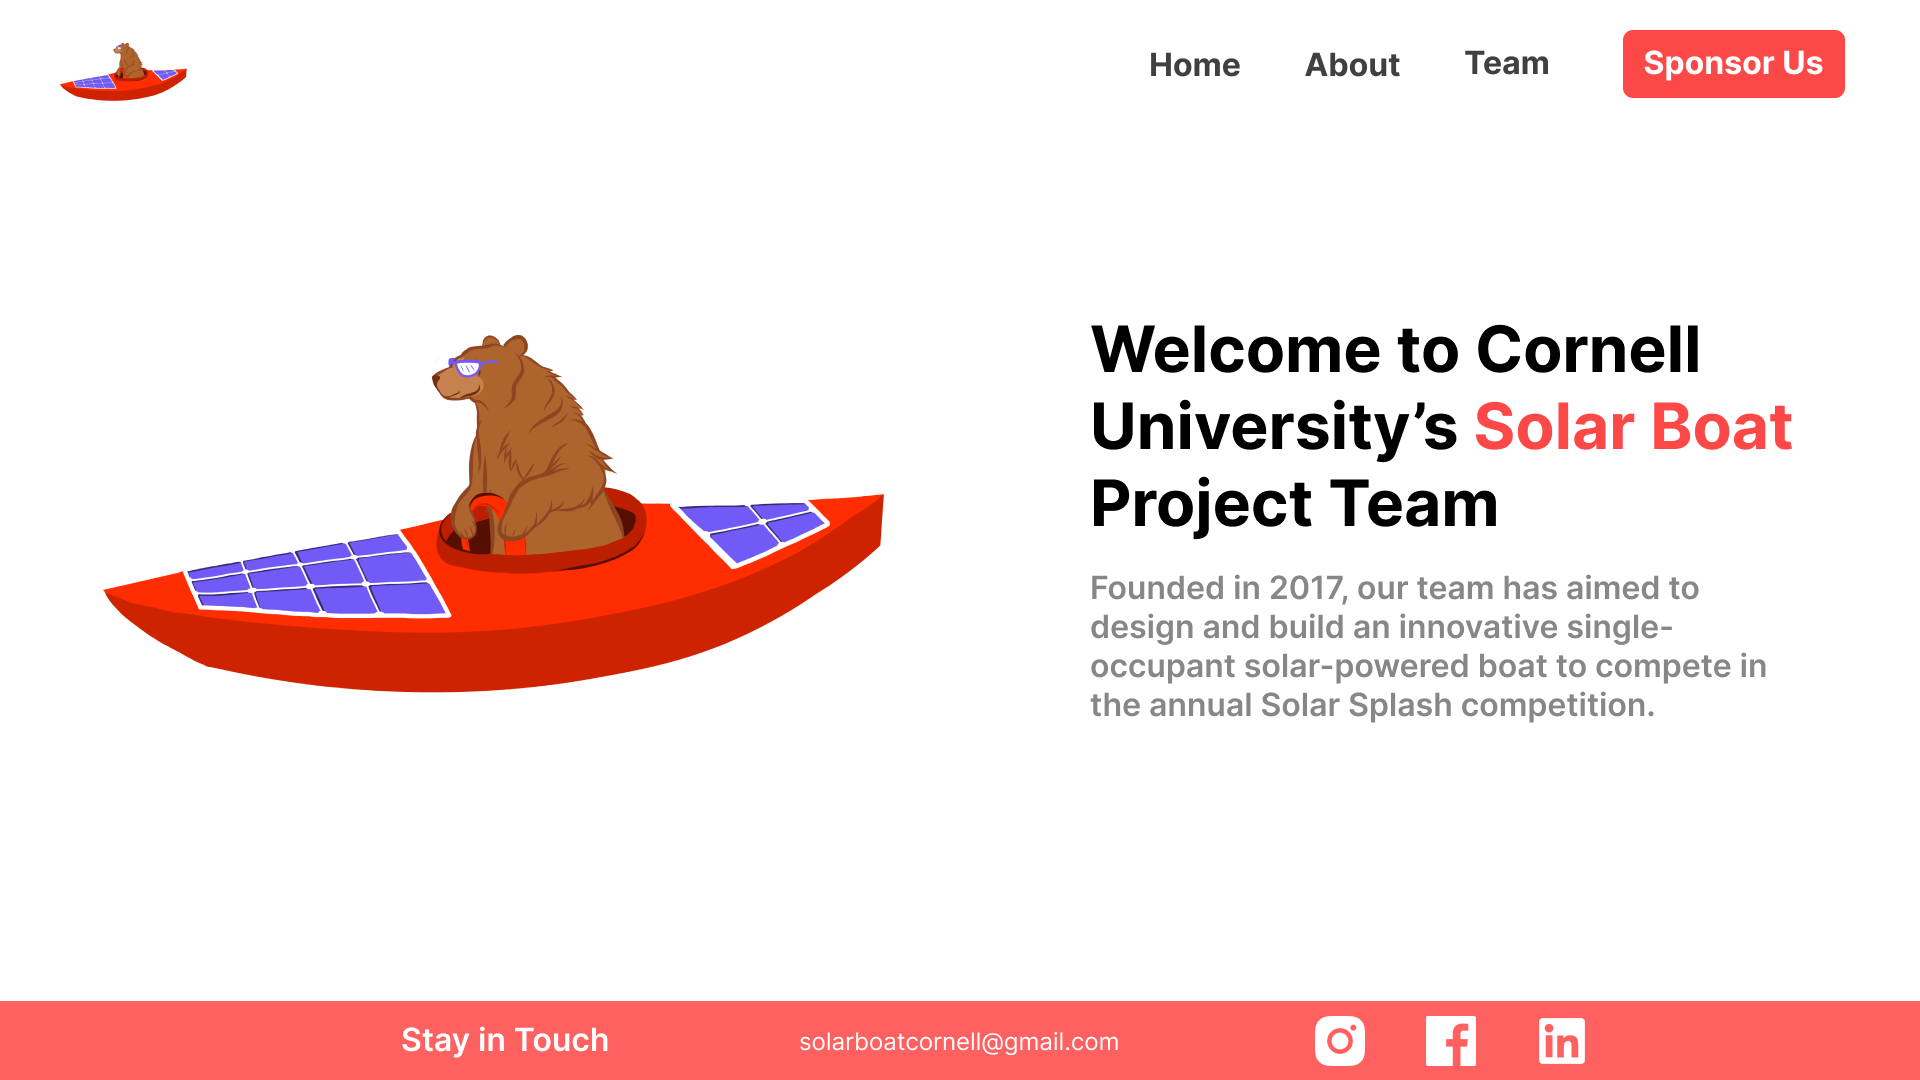 Home
About
Team
Sponsor Us
Welcome to Cornell
University’s Solar Boat
Project Team
Founded in 2017, our team has aimed to
design and build an innovative single-
occupant solar-powered boat to compete in
the annual Solar Splash competition.
Stay in Touch
solarboatcornell@gmail.com
in